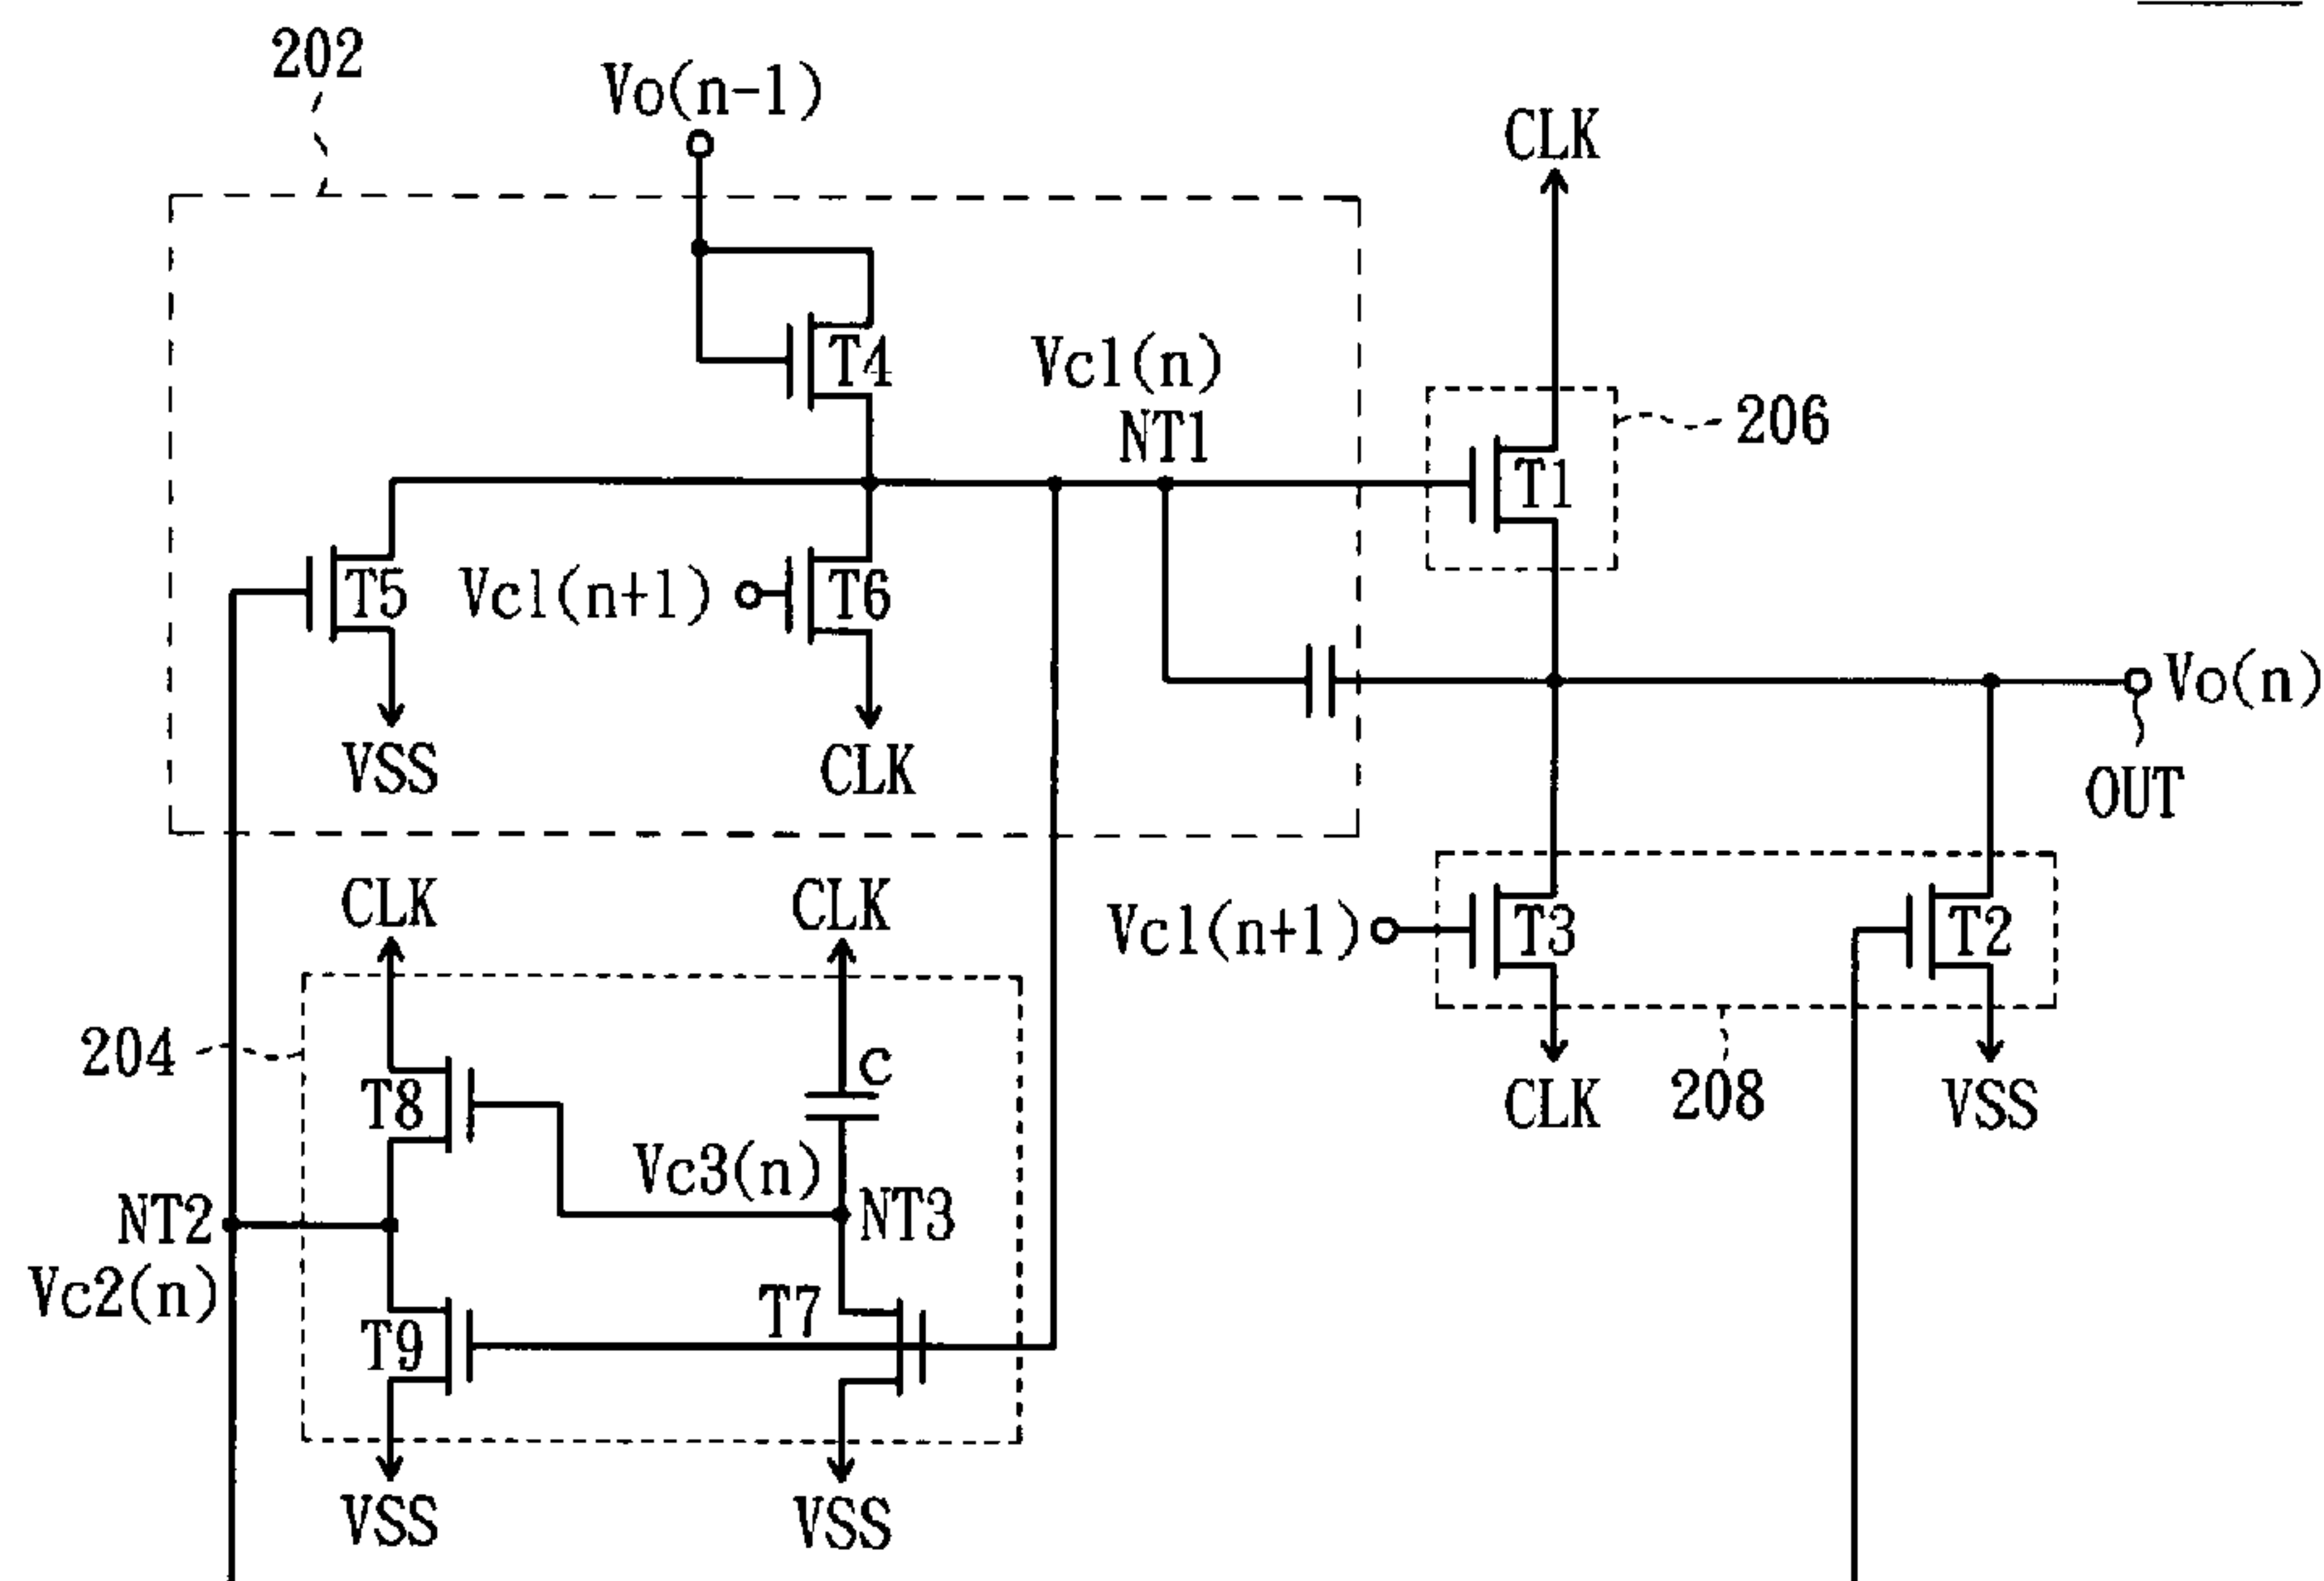 202
Vo(n-1)
CLK
T4
Vc1(n)
NT1
206
T1
T5
Vc1(n+1)
T6
Vo(n)
VSS
CLK
OUT
CLK
CLK
Vc1(n+1)
T3
T2
204
C
T8
CLK
208
VSS
Vc3(n)
NT2
NT3
Vc2(n)
T7
T9
VSS
VSS